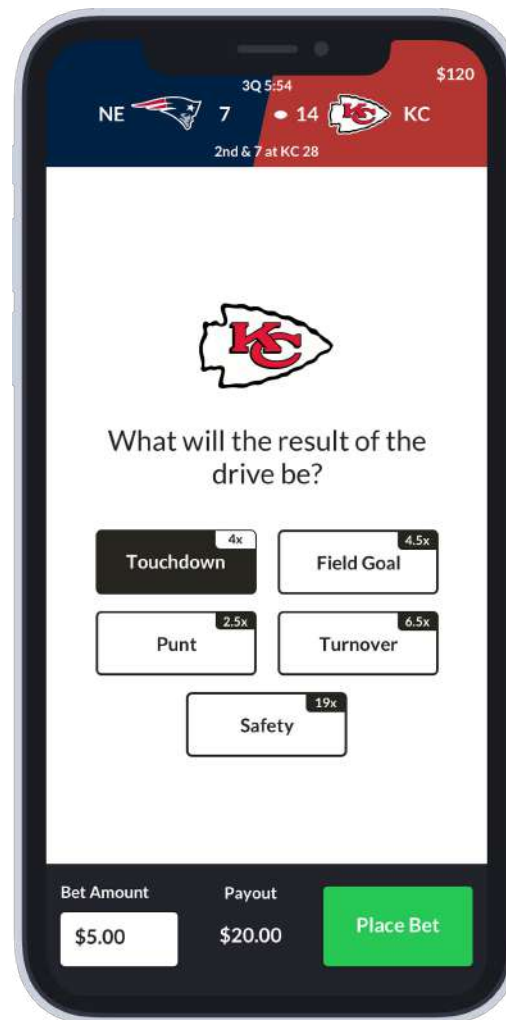 $120
3Q 5:54
NE 7 14 KC KC
2nd & 7 at KC 28
KC
What will the result of the
drive be?
4x 4.5x
Touchdown Field Goal
2.5x 6.5x
Punt Turnover
19x
Safety
Bet Amount Payout
$5.00 $20.00 Place Bet